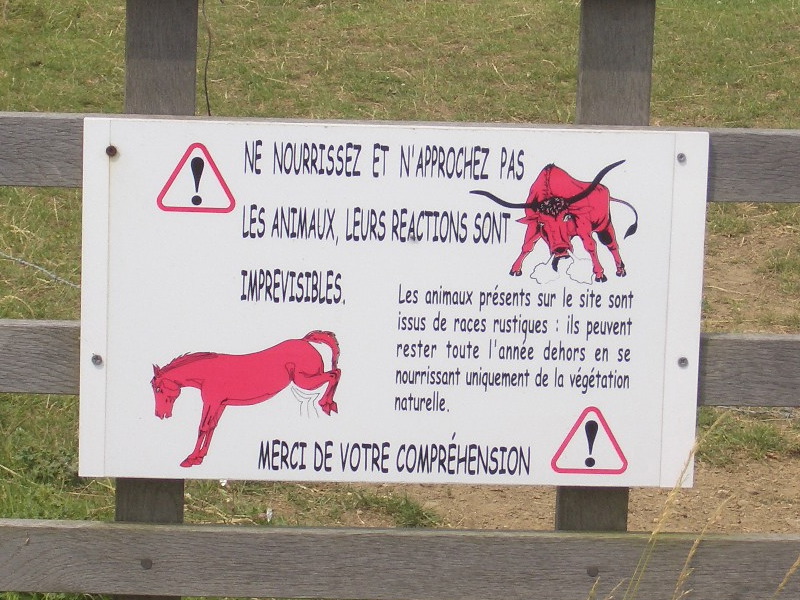 NE NOURRISSEZ ET N'APPROCHEZ PAS
LES ANIMAUX, LEURS REACTIONS SONT
IMPREVISIBLES.
Les animaux présents sur le site sont
issus de races rustiques : ils peuvent
rester toute l'année dehors en se
nourrissant uniquement de la végétation
naturelle.
MERCI DE VOTRE COMPRÉHENSION